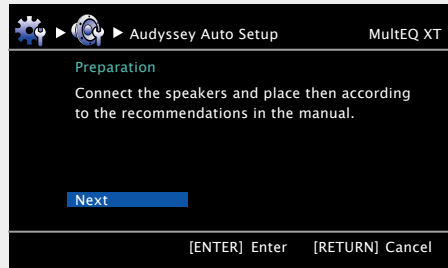 Audyssey Auto Setup MultEQ XT
Preparation
Connect the speakers and place then according
to the recommendations in the manual.
Next
[ENTER] Enter [RETURN] Cancel